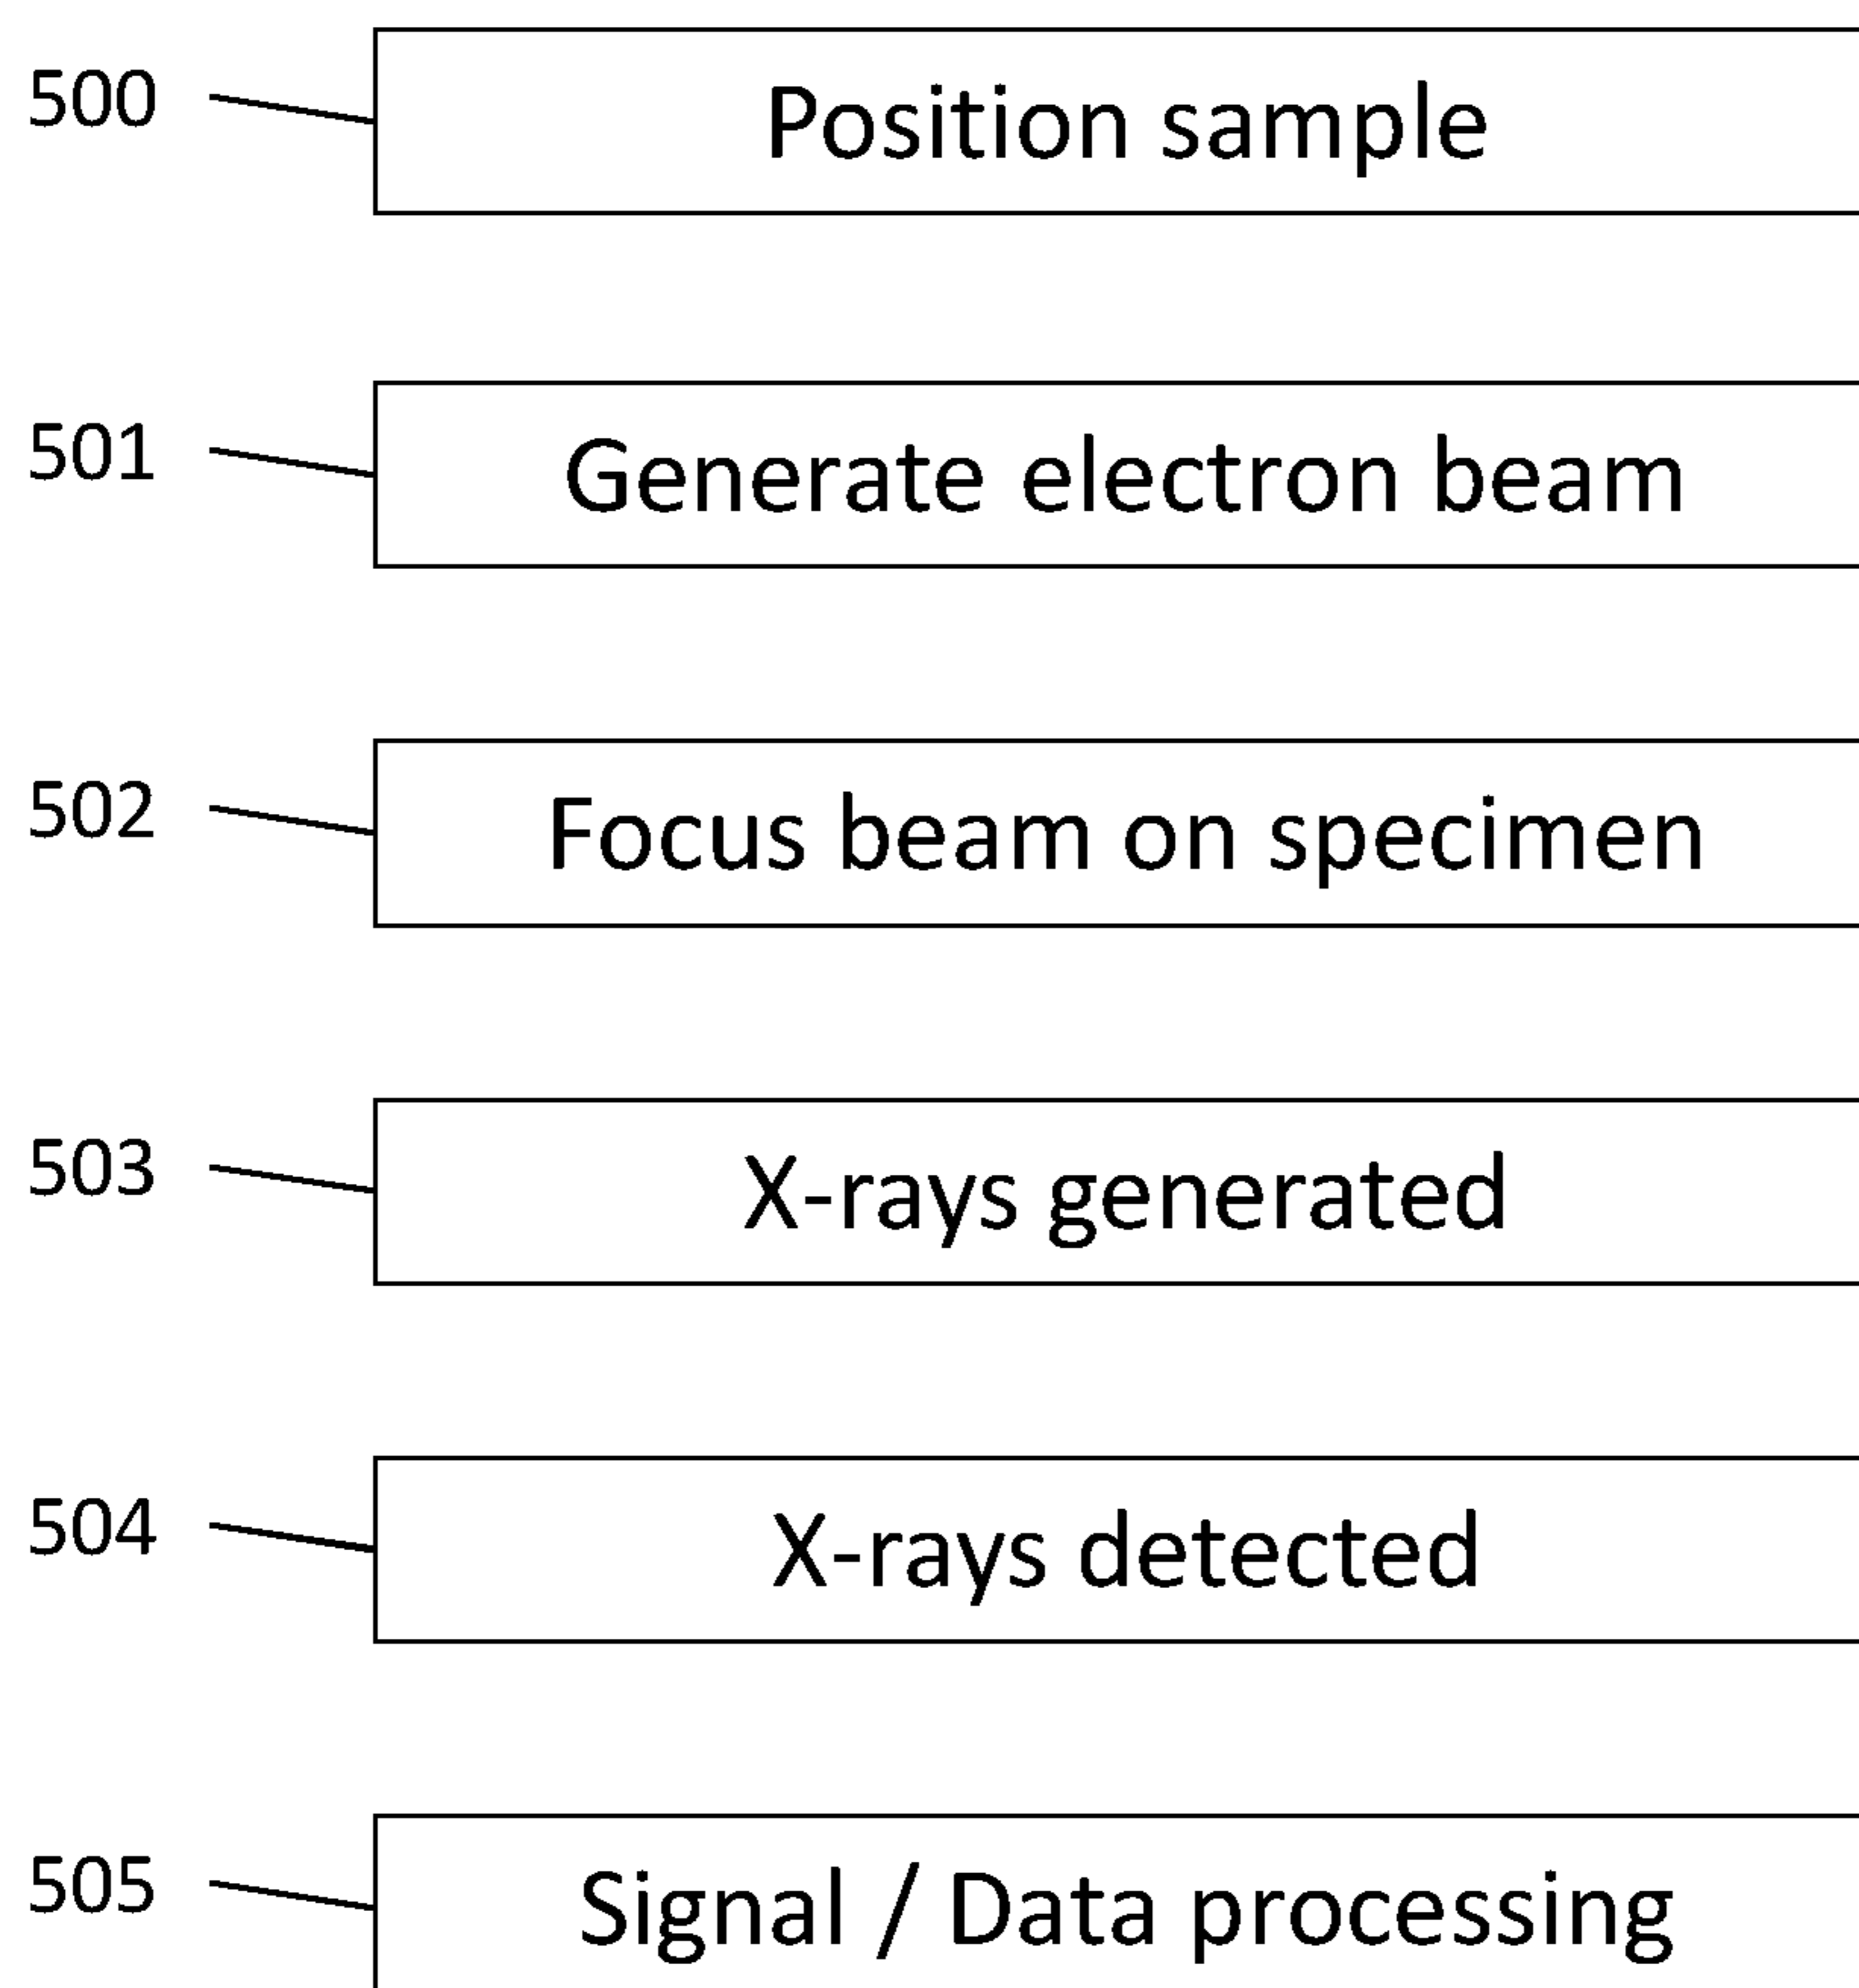 500 Position sample
501 Generate electron beam
502 Focus beam on specimen
503 X-rays generated
504 X-rays detected
505 Signal / Data processing